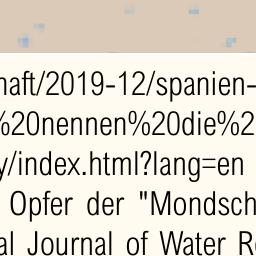 haft/2019-12/spanien-
%20nennen%20die%2
y/index.html?lang=en
Opfer der "Mondsch
al Journal of Water R